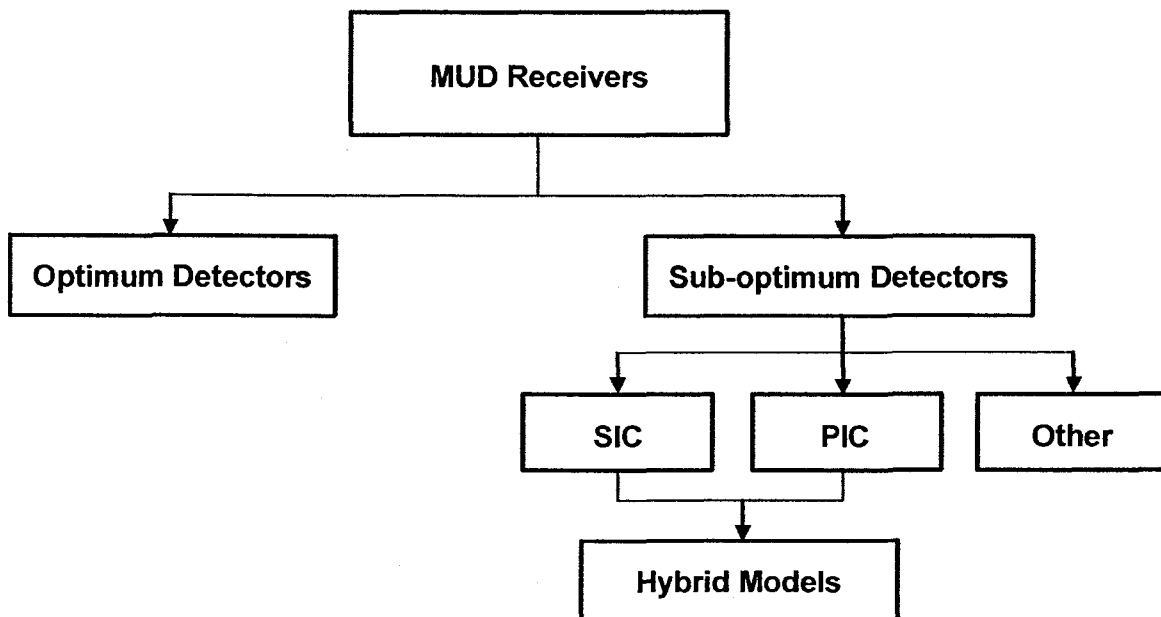 MUD Receivers
Optimum Detectors
Sub-optimum Detectors
SIC
PIC
Other
Hybrid Models